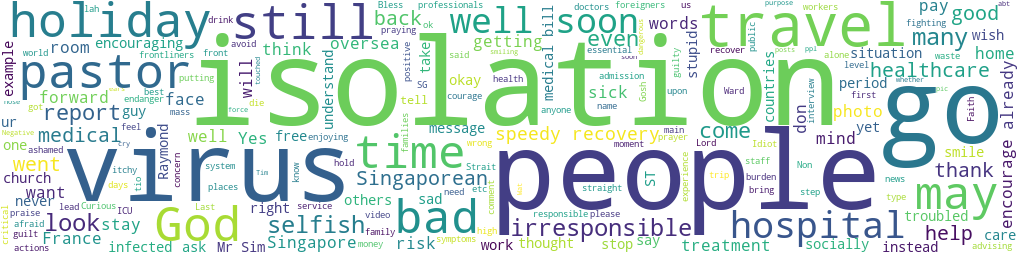 holiday
still
well
soon
travel
pastor
isolation
go
virus
people
time
God
bad
may
hospital
selfish
irresponsible
look
report
medical
Singaporean
Singapore
healthcare
good
many
help
thank
come
back
even
will
face
room
encouraging
oversea
words
think
getting
sick
okay
take
understand
medical bill
countries
pay
wish
situation
home
period
photo
yet
mind
smile
don
example
forward
guy
ur
one
went
church
want
never
stay
France
infected
ask
Mr Sim
right
others
sad
risk
Raymond
Yes
free
well
message
tell
speedy recovery
ST
work
thought
stop
say
treatment
socially
instead
care
troubled
encourage already
stupid
drink
avoid
world
frontliners
front
putting
best
endanger
mass
got
die
touched
force
feel
itchy
days
tio
cry
system
places
Tim
know
hold
service
enjoying
positive
SG
courage
health
said
smiling
ok
lah
Bless
praying
professionals
doctors
foreigners
us
workers
fighting
essential
admission
Gosh
upon
name
anyone
recover
Ward
guilty
public
posts
ppl
alone
level
waste
purpose
abt
interview
first
whether
Faith
news
type
step
Non
burden
bring
staff
Idiot
trip
experience
Lord
prayer
main
moment
wrong
Strait
need
etc
comment
straight
responsible
please
high
symptoms
family
families
money
video
concern
ashamed
Negative
nose
lead
Curious
Last
ICU
praise
afraid
guilt
actions
critical
advising